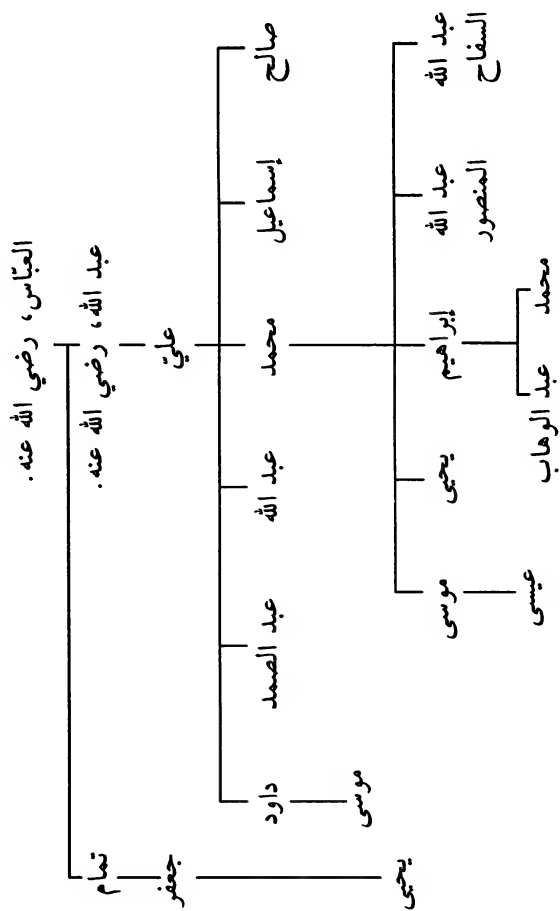 العبّاس، رضي الله عنه.
عبد الله، رضي الله عنه.
تمام
عليّ
جعفر
صالح
إسماعيل
محمد
عبد الله
عبد الصمد
داود
موسى
عبد الله
السفاح
عبد الله
المنصور
إبراهيم
يحيى
موسى
يحيى
محمد
عبد الوهاب
عيسى